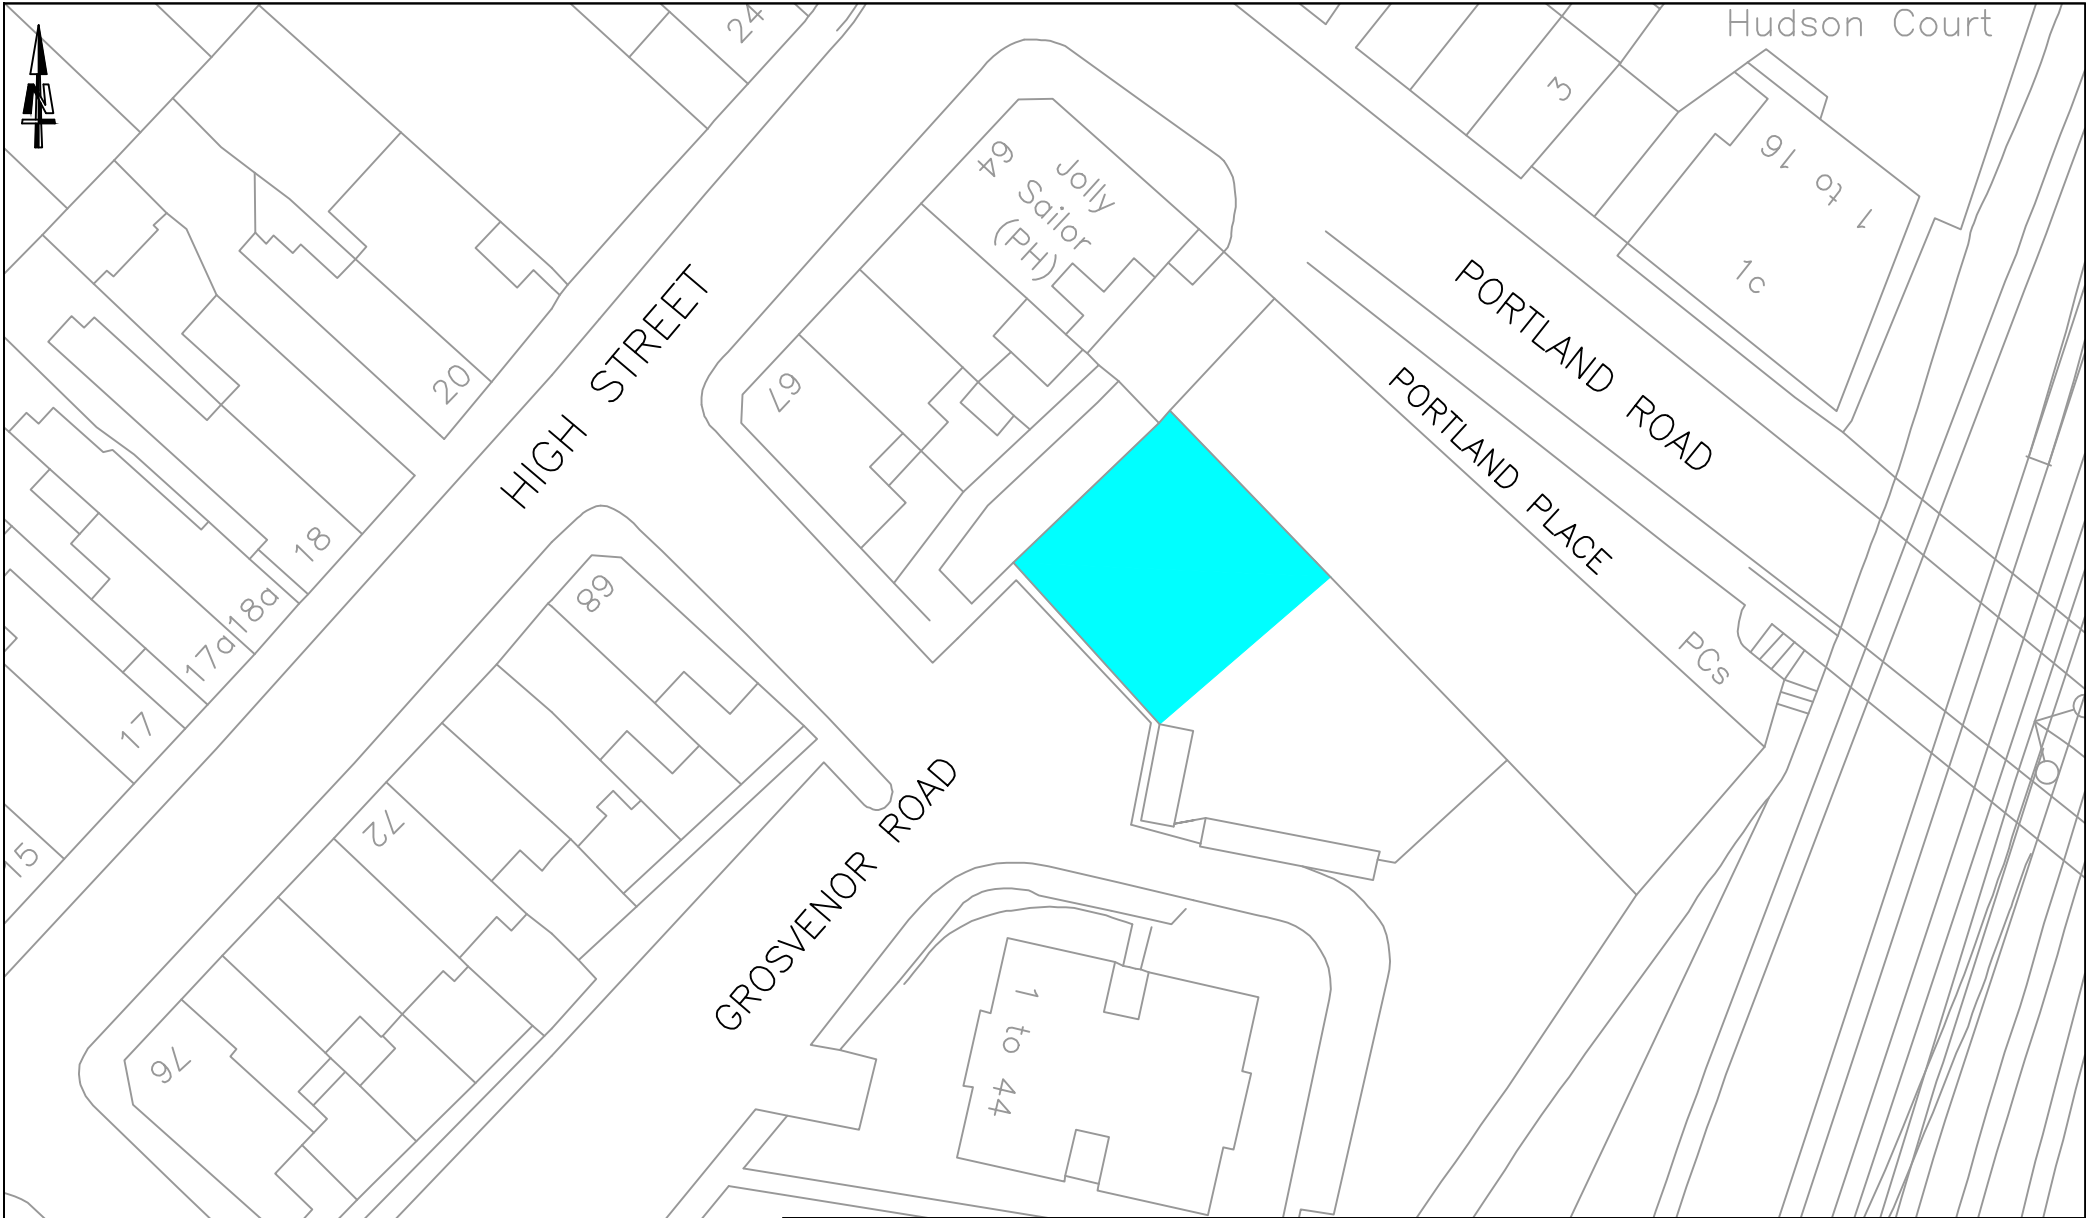 Hudson Court
24
N
3
64
Jolly
Sailor
(PH)
1 to 16
1c
HIGH STREET
PORTLAND ROAD
PORTLAND PLACE
67
20
18
18a
17a
17
15
68
72
76
PCs
GROSVENOR ROAD
1 to 44